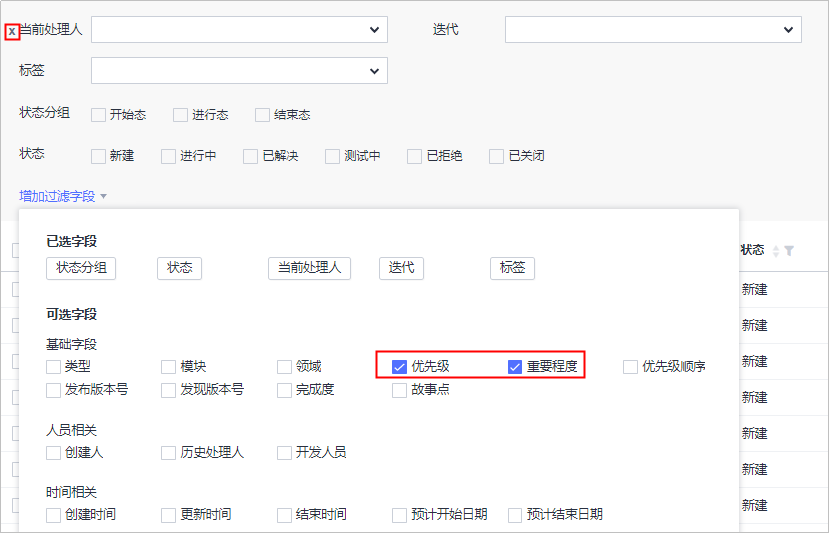 x 当前处理人 迭代
标签
状态分组 开始态 进行态 结束态
状态 新建 进行中 已解决 测试中 已拒绝 已关闭
增加过滤字段
已选字段
状态分组 状态 当前处理人 迭代 标签
可选字段
基础字段
类型 模块 领域 优先级 重要程度 优先级顺序
发布版本号 发现版本号 完成度 故事点
人员相关
创建人 历史处理人 开发人员
时间相关
创建时间 更新时间 结束时间 预计开始日期 预计结束日期
状态
新建
新建
新建
新建
新建
新建
新建